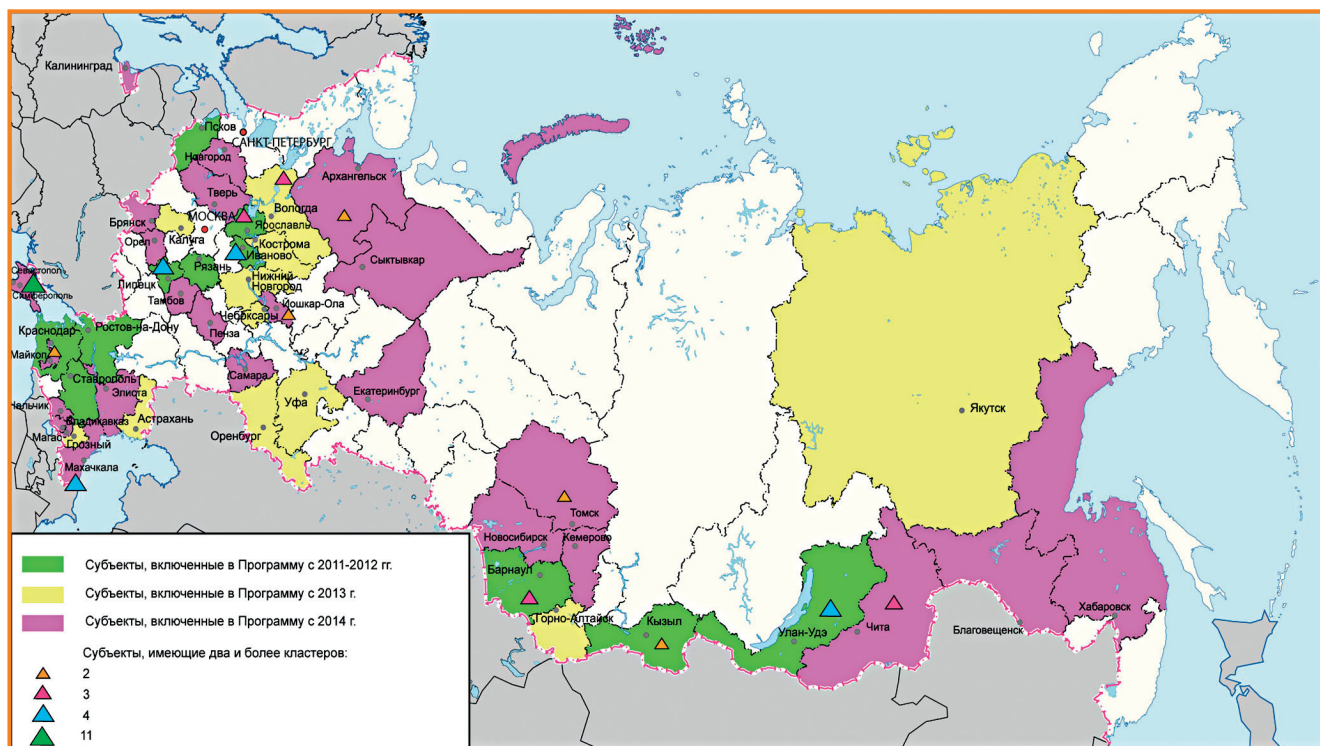 Калининград
Псков
САНКТ-ПЕТЕРБУРГ
Новгород
Архангельск
Тверь
Вологда
Брянск
МОСКВА
Ярославль
Орел
Калуга
Кострома
Иваново
Сыктывкар
Севастополь
Рязань
Нижний
Новгород
Симферополь
Липецк
Тамбов
Йошкар-Ола
Чебоксары
Краснодар
Ростов-на-Дону
Пенза
Майкоп
Ставрополь
Самара
Элиста
Екатеринбург
Уфа
Якутск
Владикавказ
Астрахань
Оренбург
Магас
Грозный
Махачкала
Томск
Новосибирск
Кемерово
Барнаул
Горно-Алтайск
Кызыл
Улан-Удэ
Чита
Благовещенск
Хабаровск
Субъекты, включенные в Программу с 2011-2012 гг.
Субъекты, включенные в Программу с 2013 г.
Субъекты, включенные в Программу с 2014 г.
Субъекты, имеющие два и более кластеров:
2
3
4
11